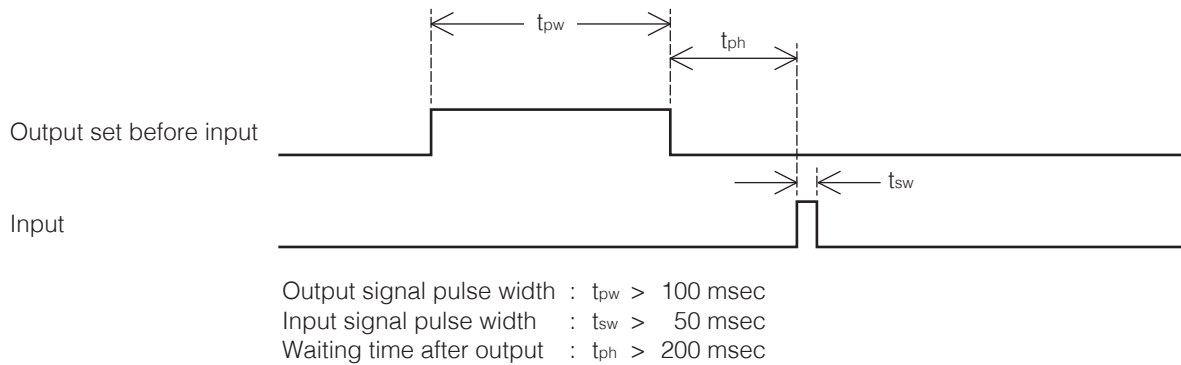 tpw
tph
Output set before input
tsw
Input
Output signal pulse width : tpw > 100 msec
Input signal pulse width : tsw > 50 msec
Waiting time after output : tph > 200 msec